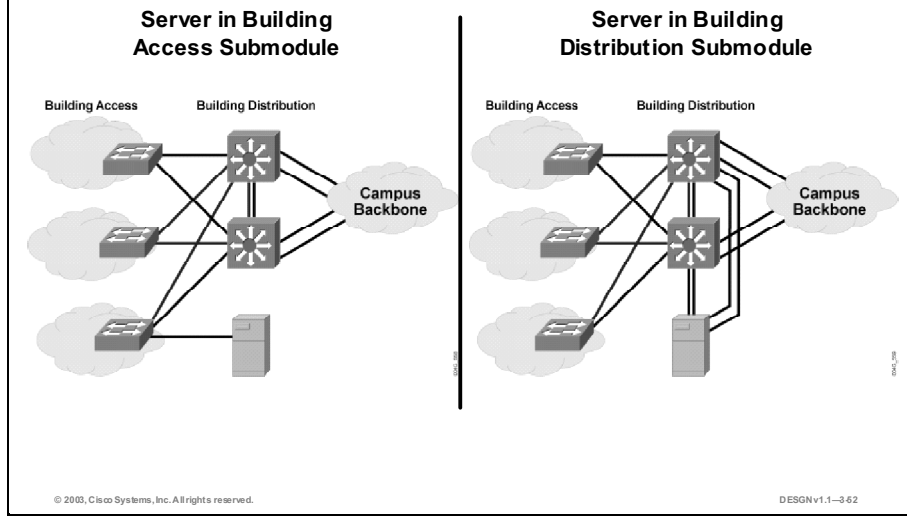 Server in Building
Access Submodule
Building Access
Building Distribution
Campus
Backbone
Server in Building
Distribution Submodule
Building Access
Building Distribution
Campus
Backbone
© 2003, Cisco Systems, Inc. All rights reserved.
DESGN v1.1—3-52